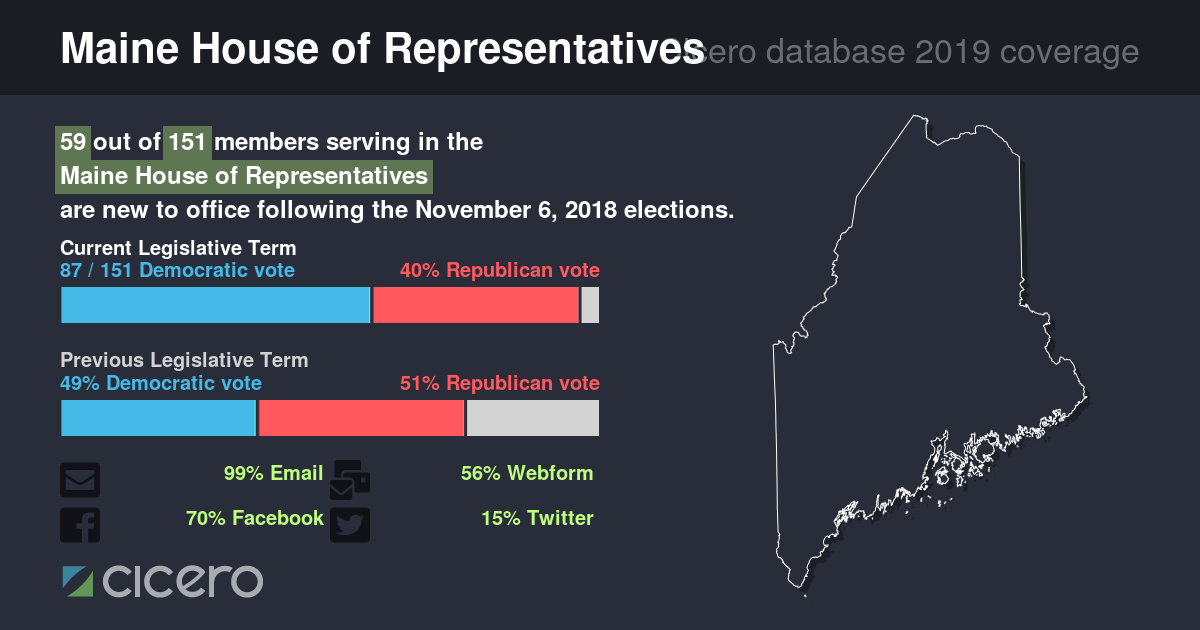 Maine House of Representatives cero database 2019 coverage
59 out of 151 members serving in the
Maine House of Representatives
are new to office following the November 6, 2018 elections.
Current Legislative Term
87 / 151 Democratic vote 40% Republican vote
Previous Legislative Term
49% Democratic vote 51% Republican vote
99% Email 56% Webform
70% Facebook 15% Twitter
cicero